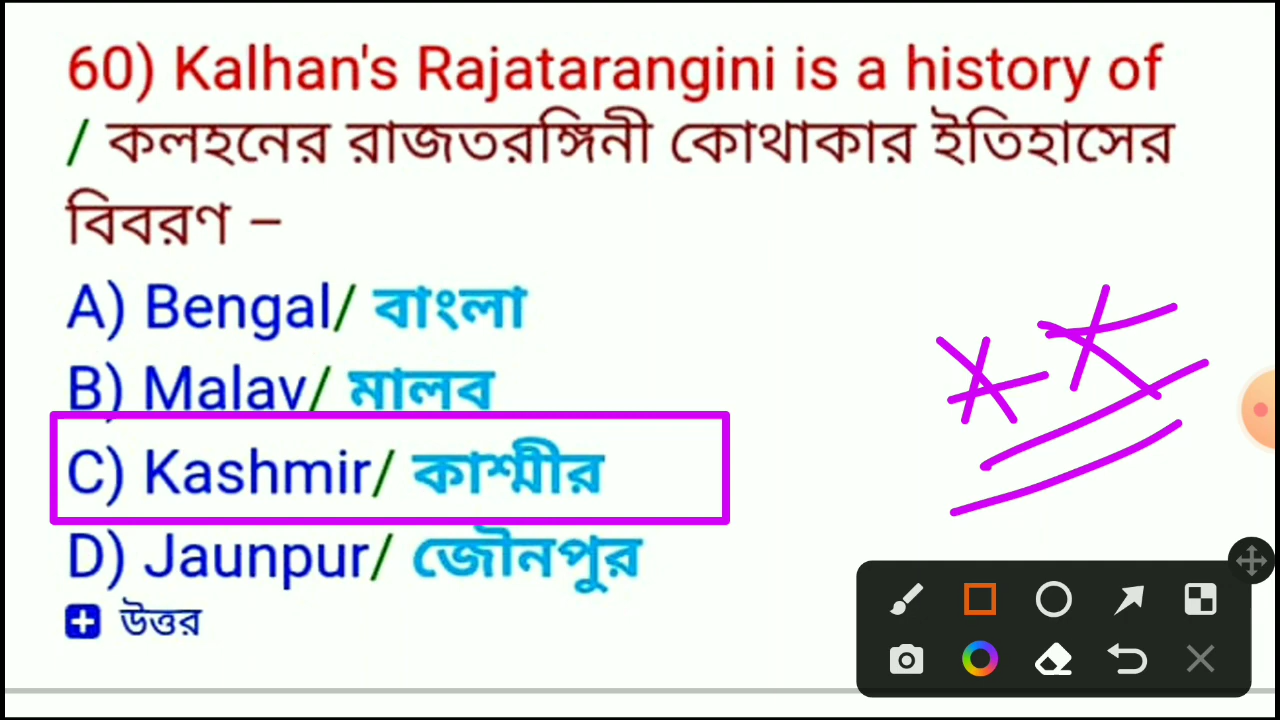 60) Kalhan's Rajatarangini is a history of
/ কলহনের রাজতরঙ্গিনী কোথাকার ইতিহাসের
বিবরণ –
A) Bengal/ বাংলা
B) Malav/ মালব
C) Kashmir/ কাশ্মীর
D) Jaunpur/ জৌনপুর
+ উত্তর